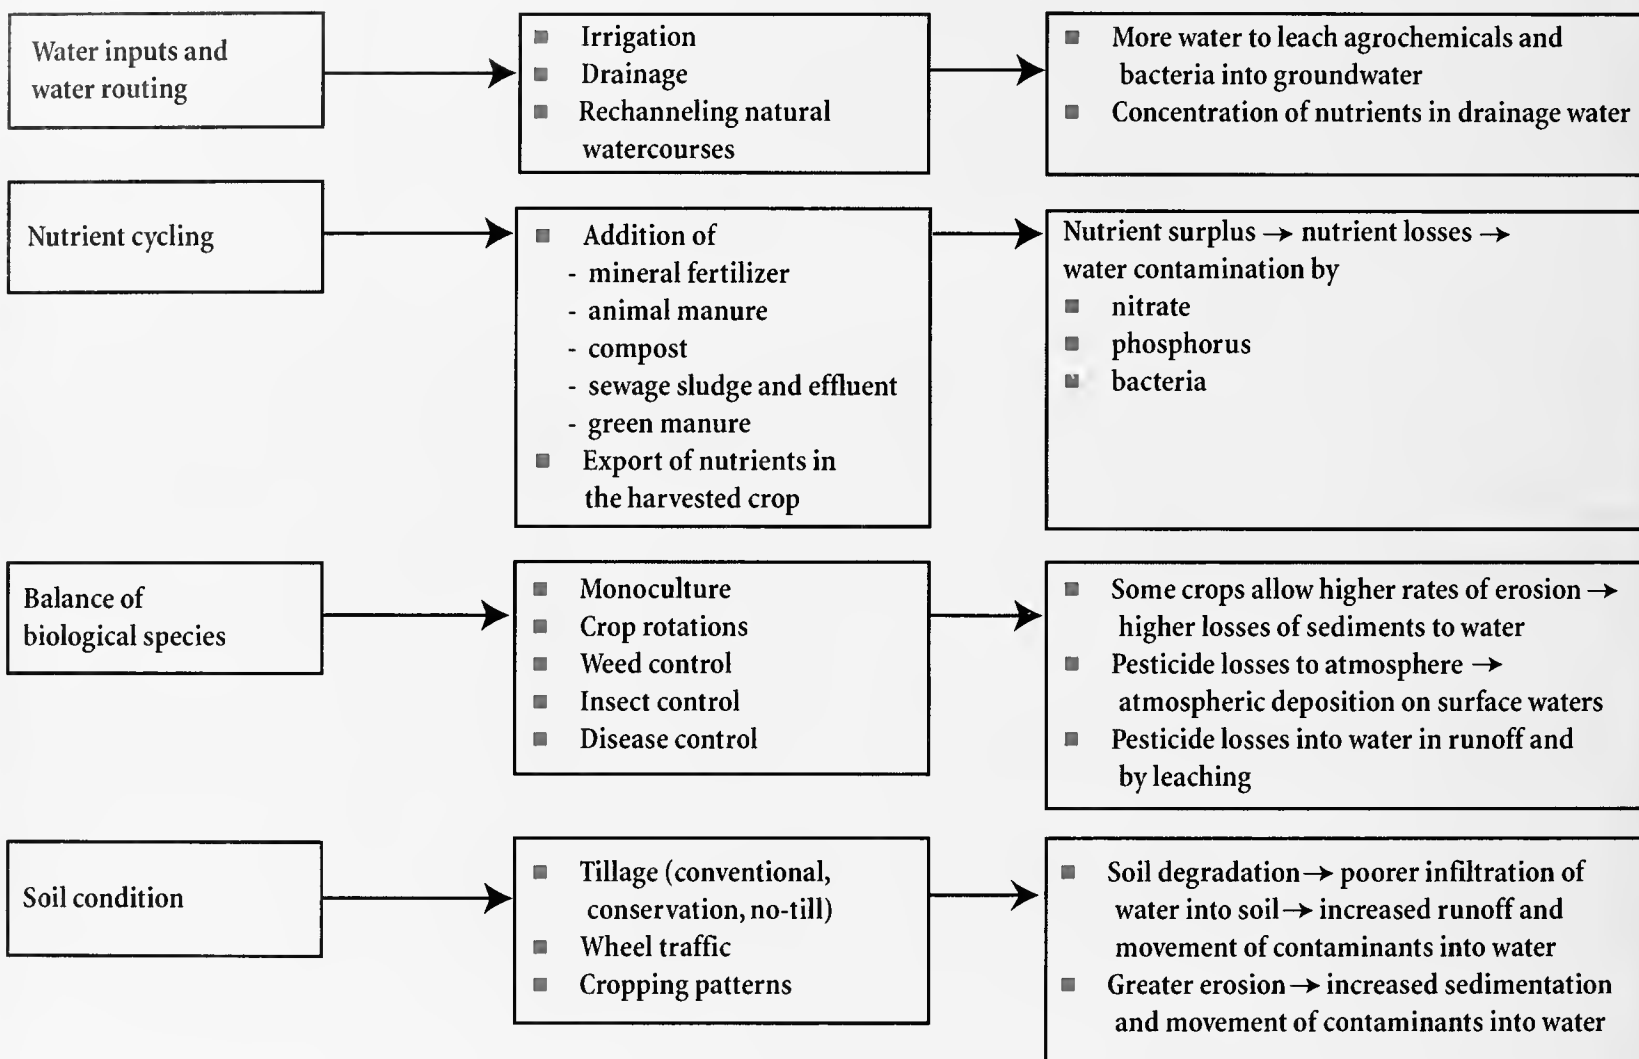 Water inputs and
water routing
■ Irrigation
■ Drainage
■ Rechanneling natural
watercourses
■ More water to leach agrochemicals and
bacteria into groundwater
■ Concentration of nutrients in drainage water
Nutrient cycling
■ Addition of
- mineral fertilizer
- animal manure
- compost
- sewage sludge and effluent
- green manure
■ Export of nutrients in
the harvested crop
Nutrient surplus → nutrient losses →
water contamination by
■ nitrate
■ phosphorus
■ bacteria
Balance of
biological species
■ Monoculture
■ Crop rotations
■ Weed control
■ Insect control
■ Disease control
■ Some crops allow higher rates of erosion →
higher losses of sediments to water
■ Pesticide losses to atmosphere →
atmospheric deposition on surface waters
■ Pesticide losses into water in runoff and
by leaching
Soil condition
■ Tillage (conventional,
conservation, no-till)
■ Wheel traffic
■ Cropping patterns
■ Soil degradation → poorer infiltration of
water into soil → increased runoff and
movement of contaminants into water
■ Greater erosion → increased sedimentation
and movement of contaminants into water